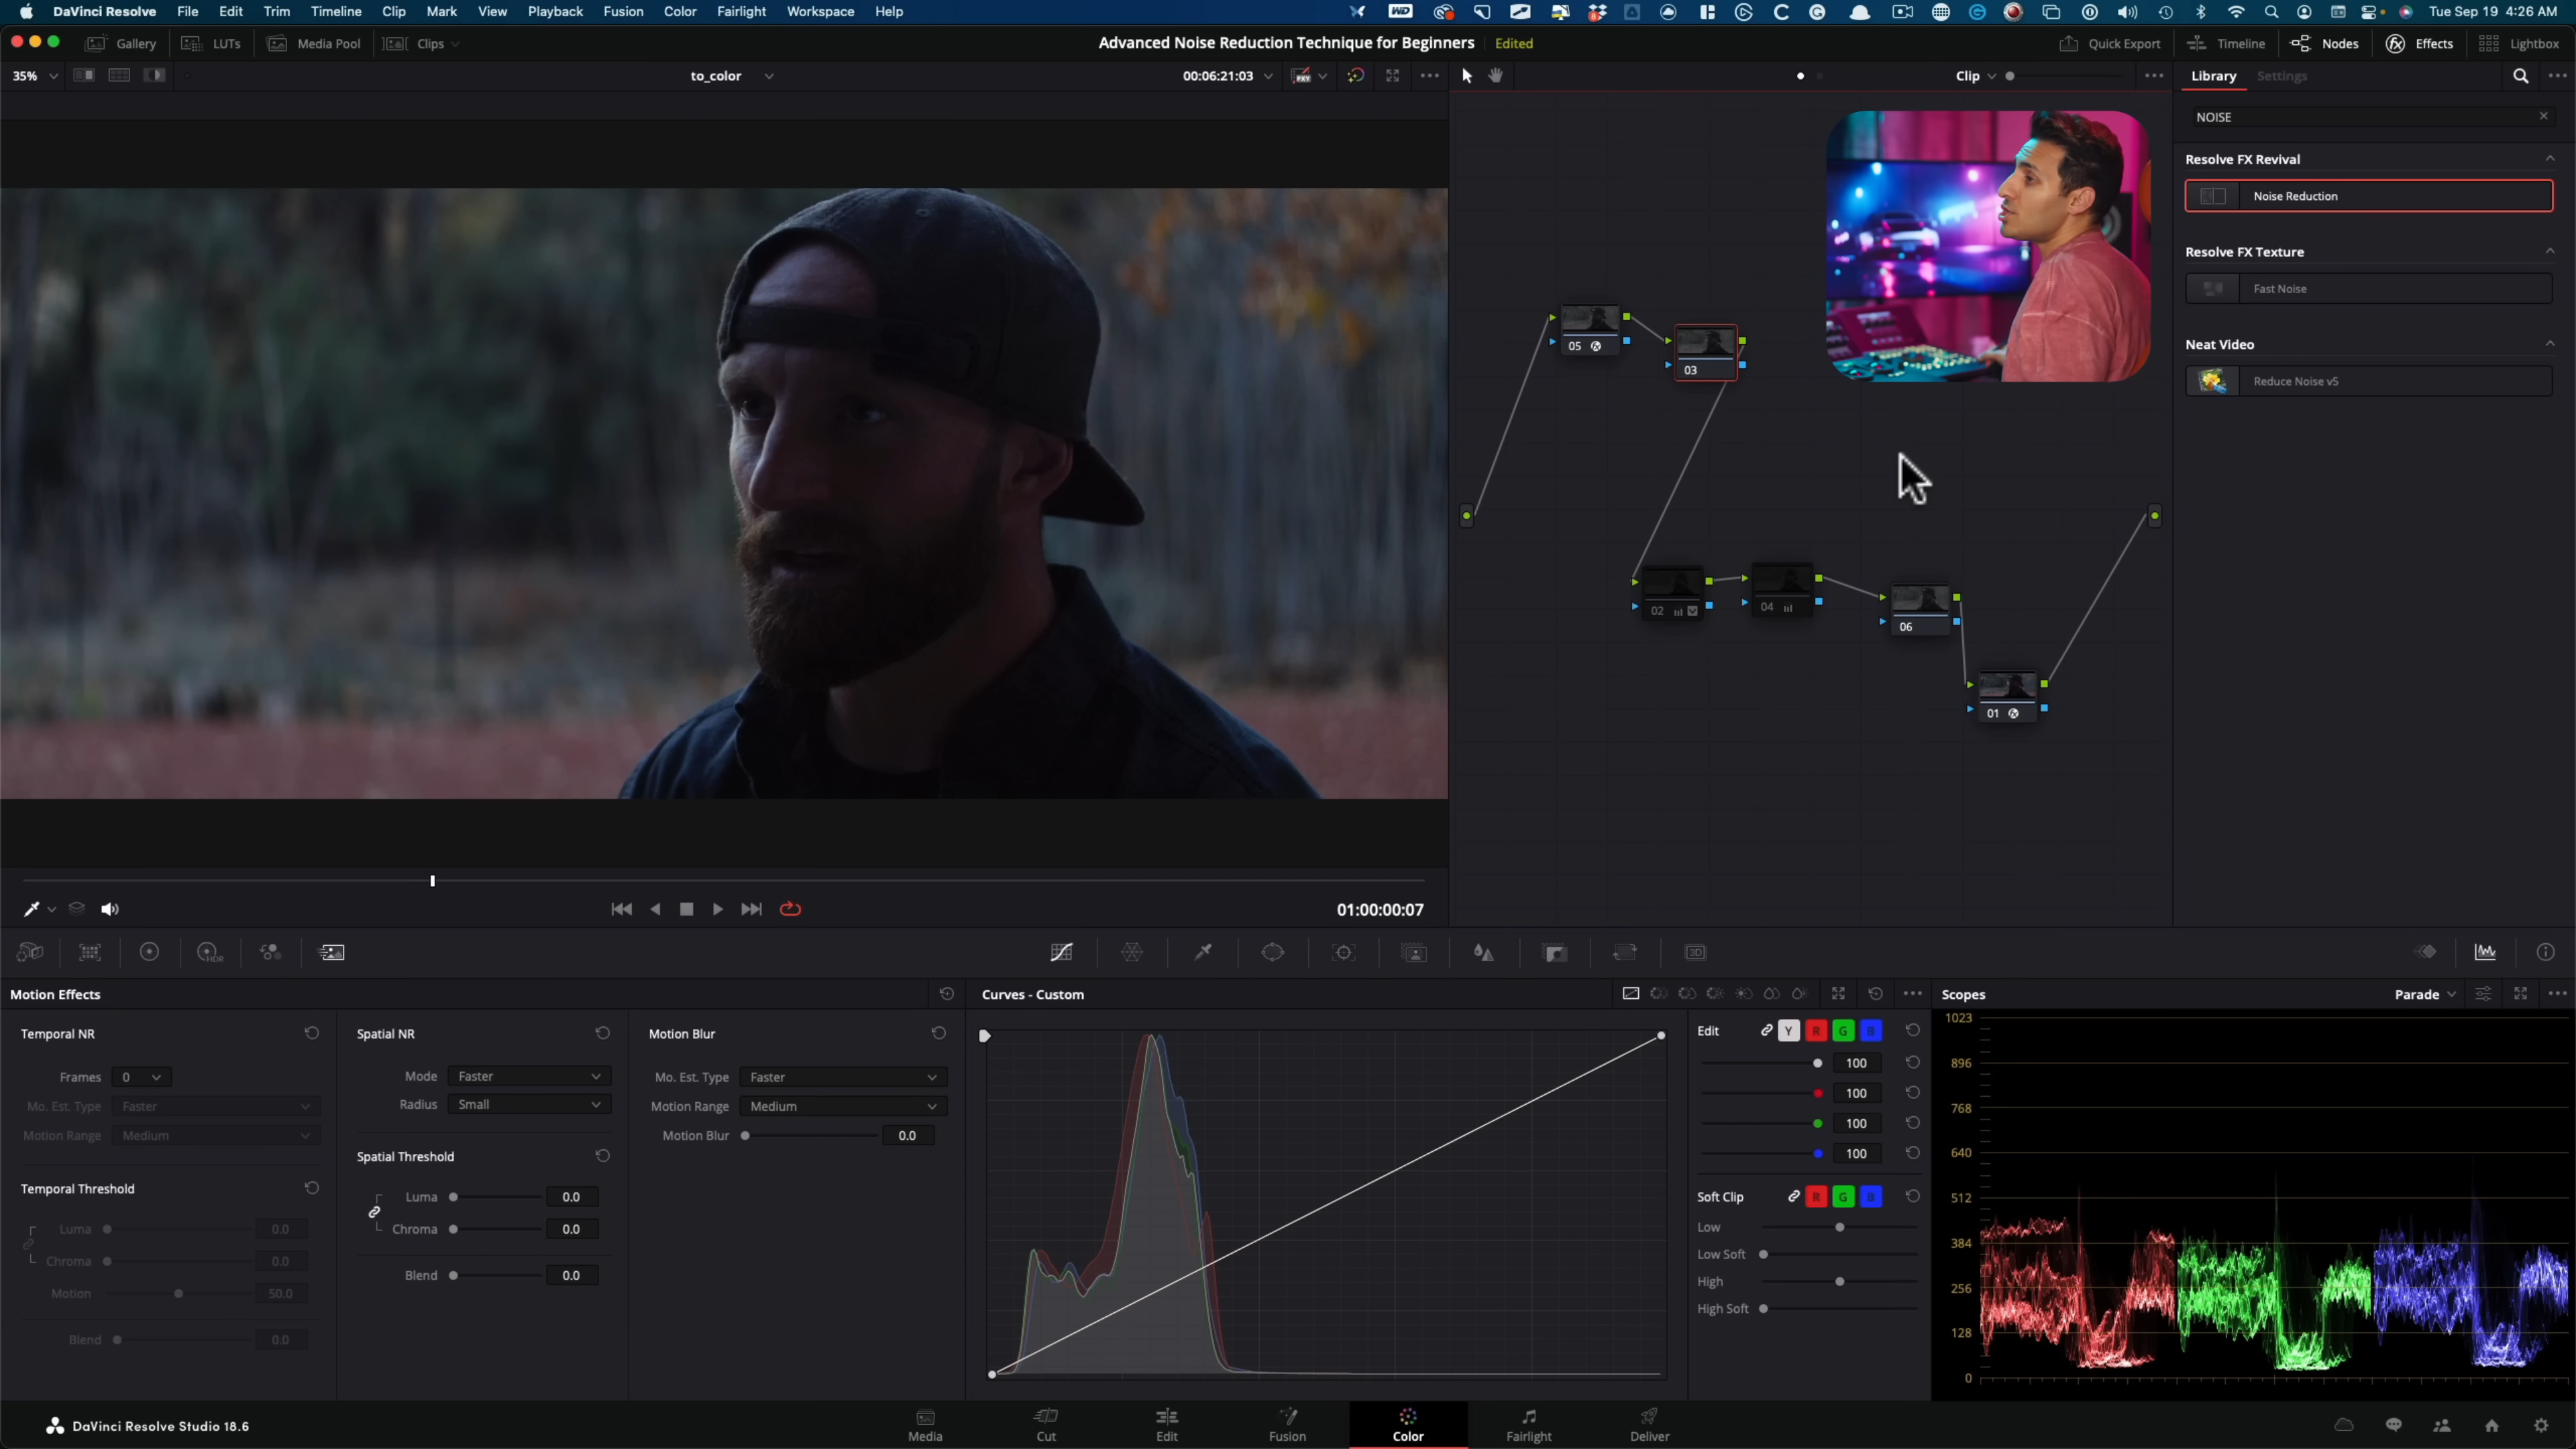 DaVinci Resolve File Edit Trim Timeline Clip Mark View Playback Fusion Color Fairlight Workspace Help
Tue Sep 19 4:26 AM
Gallery LUTs Media Pool Clips
Advanced Noise Reduction Technique for Beginners Edited
Quick Export Timeline Nodes Effects Lightbox
35%
to_color
00:06:21:03
Clip
Library Settings
NOISE
Resolve FX Revival
Noise Reduction
Resolve FX Texture
Fast Noise
Neat Video
Reduce Noise v5
05
03
02
04
06
01
01:00:00:07
HDR
3D
Motion Effects
Temporal NR
Frames 0
Mo. Est. Type Faster
Motion Range Medium
Temporal Threshold
Luma 0.0
Chroma 0.0
Motion 50.0
Blend 0.0
Spatial NR
Mode Faster
Radius Small
Spatial Threshold
Luma 0.0
Chroma 0.0
Blend 0.0
Motion Blur
Mo. Est. Type Faster
Motion Range Medium
Motion Blur 0.0
Curves - Custom
Edit Y R G B
100
100
100
100
Soft Clip R G B
Low
Low Soft
High
High Soft
Scopes
Parade
1023
896
768
640
512
384
256
128
0
DaVinci Resolve Studio 18.6
Media Cut Edit Fusion Color Fairlight Deliver